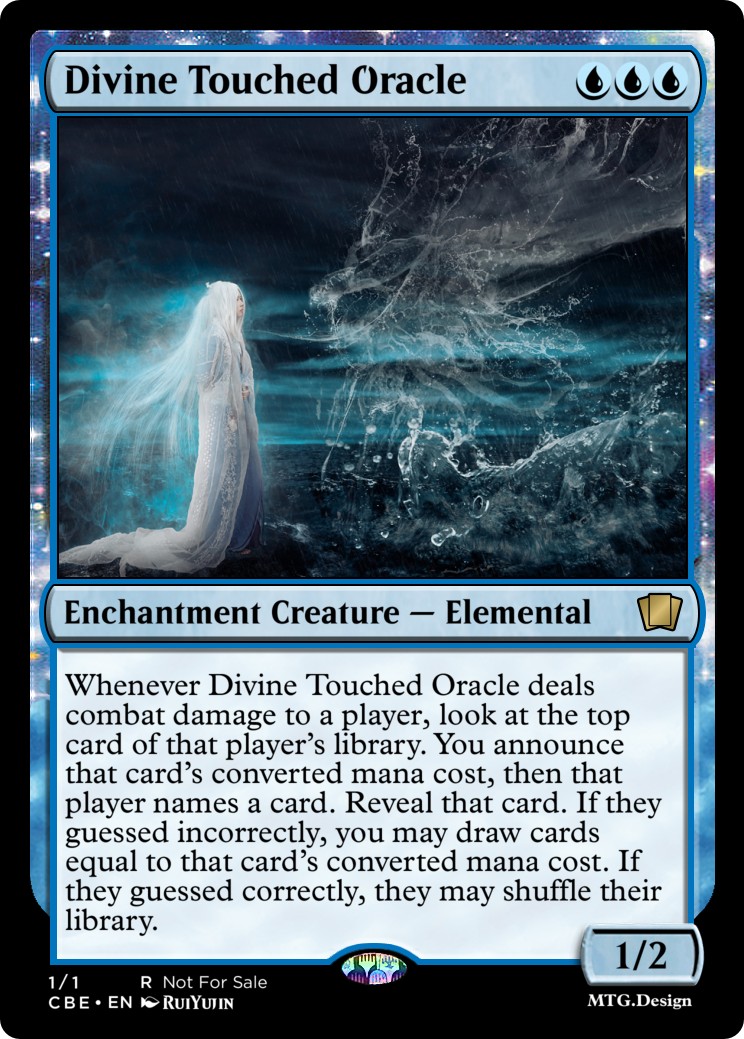 Divine Touched Oracle
Enchantment Creature — Elemental
Whenever Divine Touched Oracle deals
combat damage to a player, look at the top
card of that player's library. You announce
that card's converted mana cost, then that
player names a card. Reveal that card. If they
guessed incorrectly, you may draw cards
equal to that card's converted mana cost. If
they guessed correctly, they may shuffle their
library.
1/2
1/1 R Not For Sale
CBE • EN RuiYujin
MTG.Design